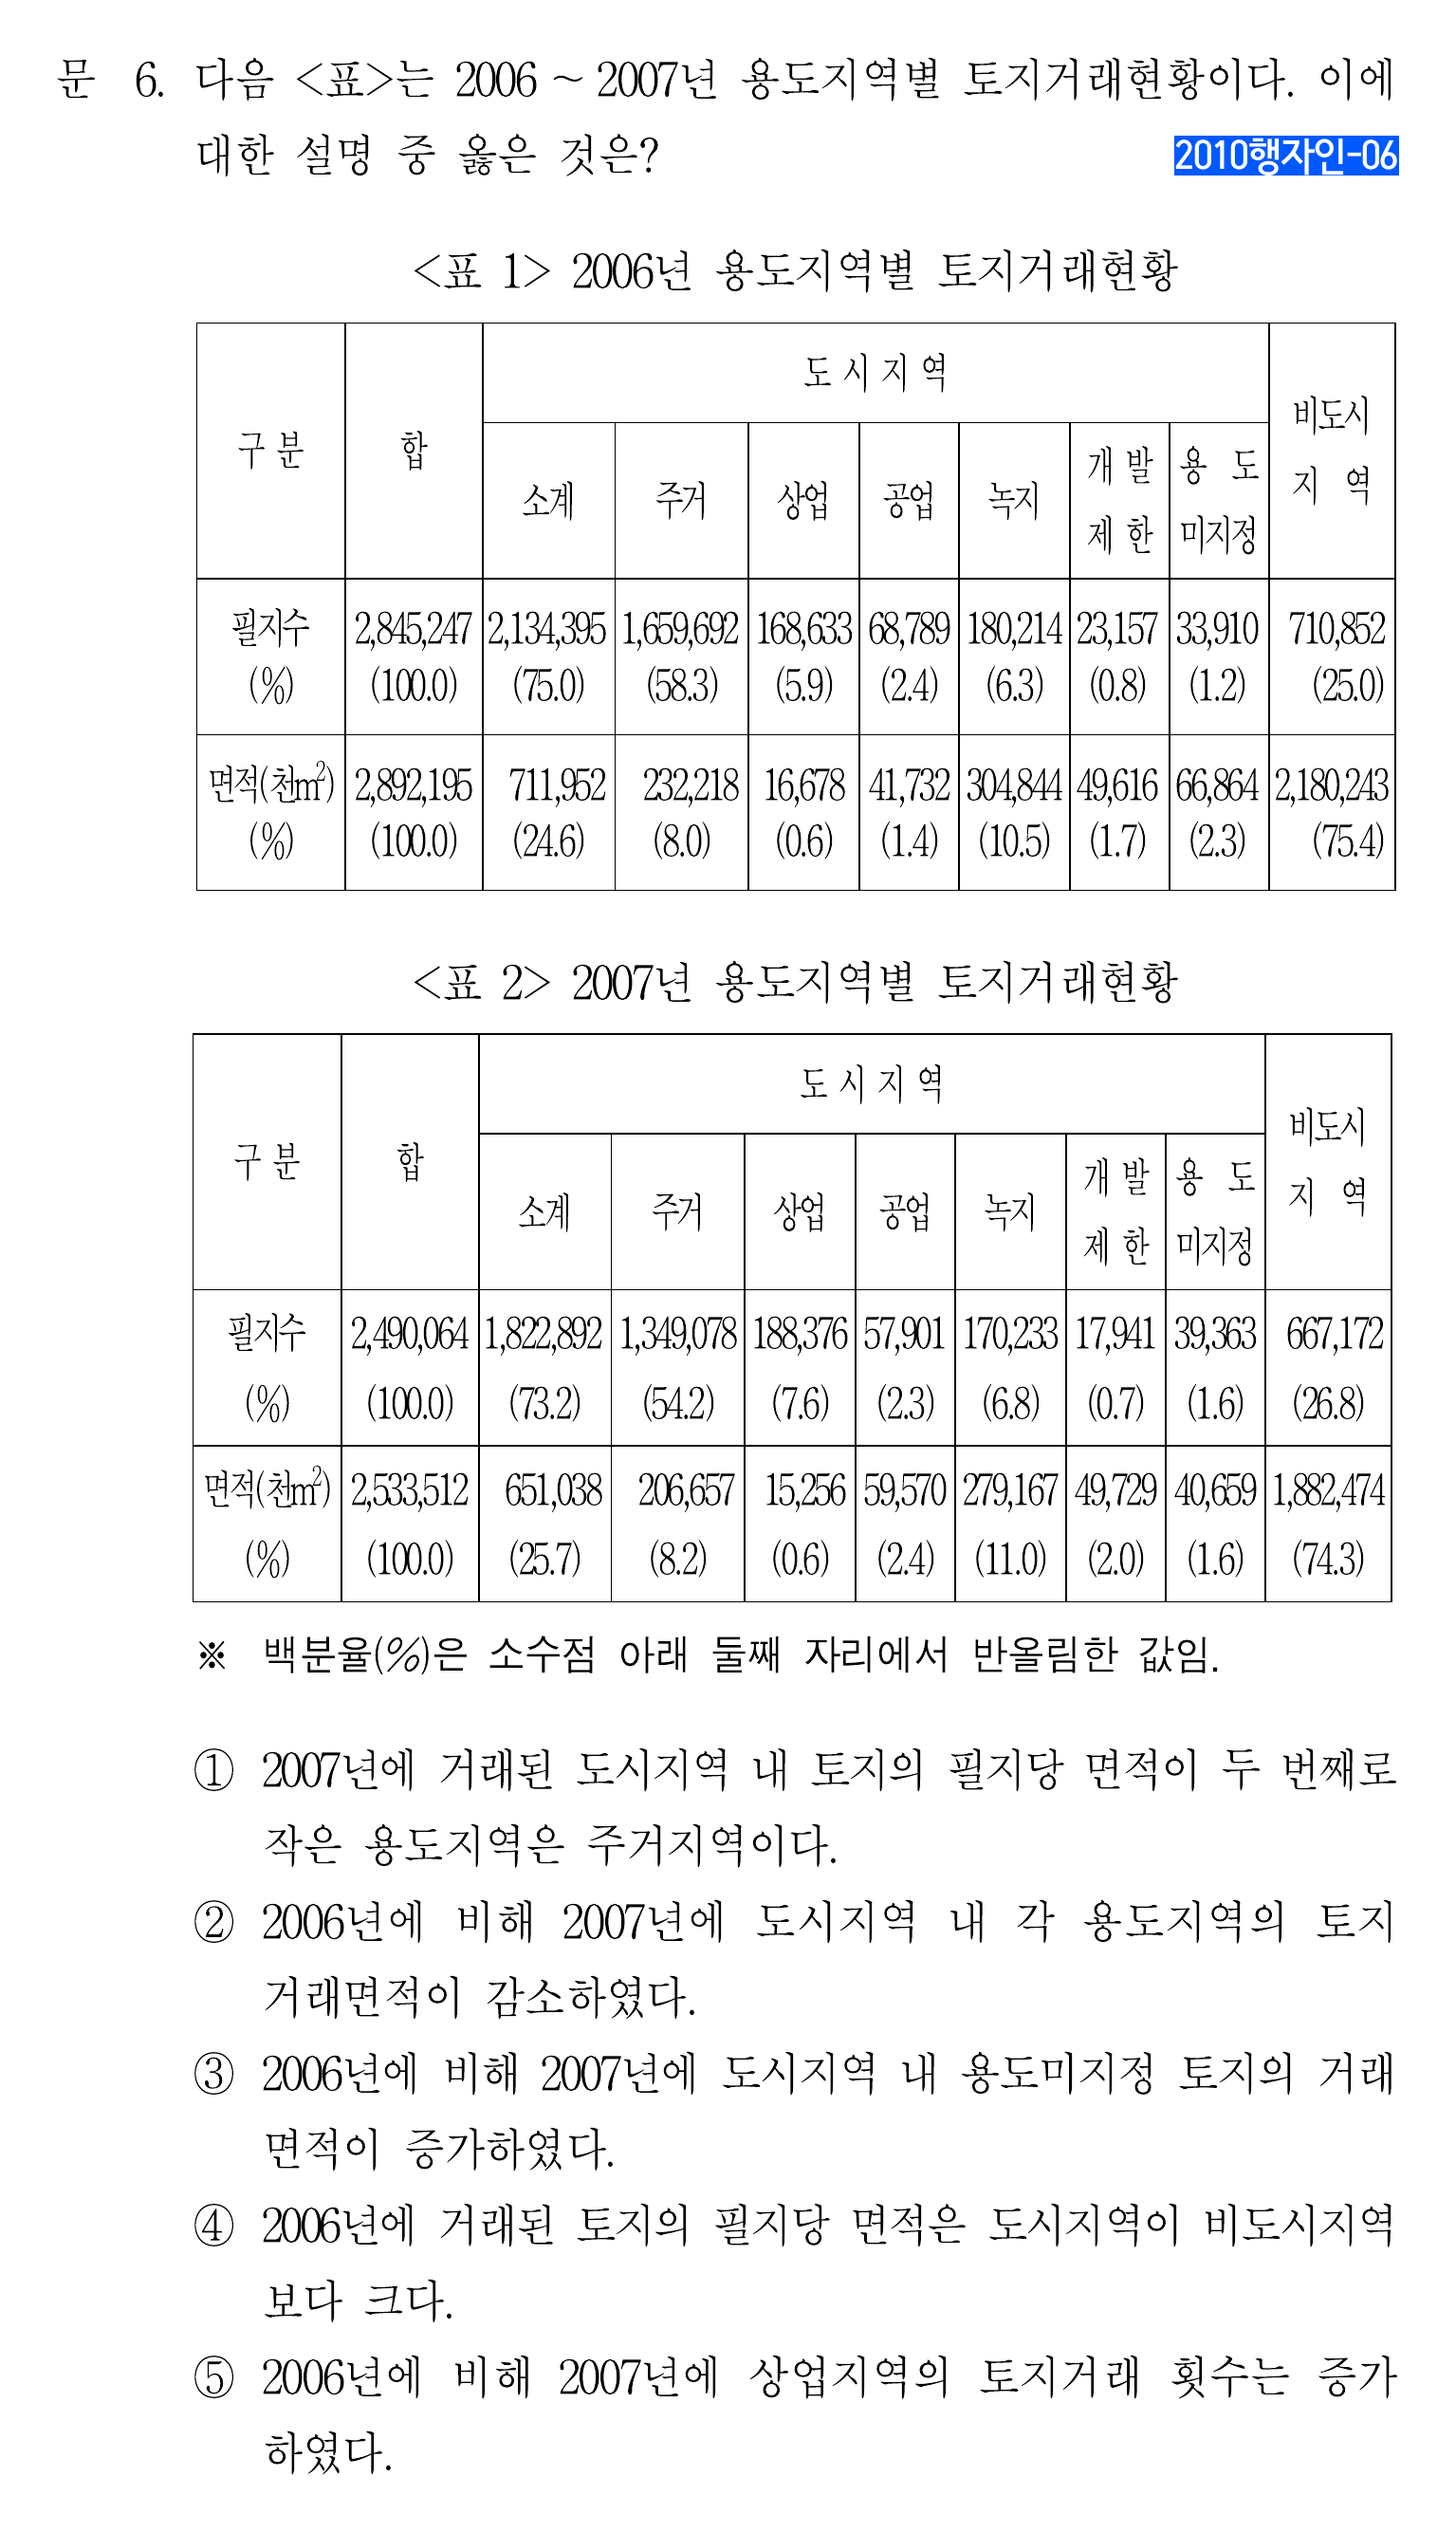 문 6. 다음 <표>는 2006 ~ 2007년 용도지역별 토지거래현황이다. 이에
대한 설명 중 옳은 것은?
2010행자인-06
<표 1> 2006년 용도지역별 토지거래현황
구 분 합 도 시 지 역 비도시 지 역
소계 주거 상업 공업 녹지 개 발 제 한 용 도 미지정
필지수 2,845,247 2,134,395 1,659,692 168,633 68,789 180,214 23,157 33,910 710,852
(%) (100.0) (75.0) (58.3) (5.9) (2.4) (6.3) (0.8) (1.2) (25.0)
면적(천m²) 2,892,195 711,952 232,218 16,678 41,732 304,844 49,616 66,864 2,180,243
(%) (100.0) (24.6) (8.0) (0.6) (1.4) (10.5) (1.7) (2.3) (75.4)
<표 2> 2007년 용도지역별 토지거래현황
구 분 합 도 시 지 역 비도시 지 역
소계 주거 상업 공업 녹지 개 발 제 한 용 도 미지정
필지수 2,490,064 1,822,892 1,349,078 188,376 57,901 170,233 17,941 39,363 667,172
(%) (100.0) (73.2) (54.2) (7.6) (2.3) (6.8) (0.7) (1.6) (26.8)
면적(천m²) 2,533,512 651,038 206,657 15,256 59,570 279,167 49,729 40,659 1,882,474
(%) (100.0) (25.7) (8.2) (0.6) (2.4) (11.0) (2.0) (1.6) (74.3)
※ 백분율(%)은 소수점 아래 둘째 자리에서 반올림한 값임.
① 2007년에 거래된 도시지역 내 토지의 필지당 면적이 두 번째로
작은 용도지역은 주거지역이다.
② 2006년에 비해 2007년에 도시지역 내 각 용도지역의 토지
거래면적이 감소하였다.
③ 2006년에 비해 2007년에 도시지역 내 용도미지정 토지의 거래
면적이 증가하였다.
④ 2006년에 거래된 토지의 필지당 면적은 도시지역이 비도시지역
보다 크다.
⑤ 2006년에 비해 2007년에 상업지역의 토지거래 횟수는 증가
하였다.